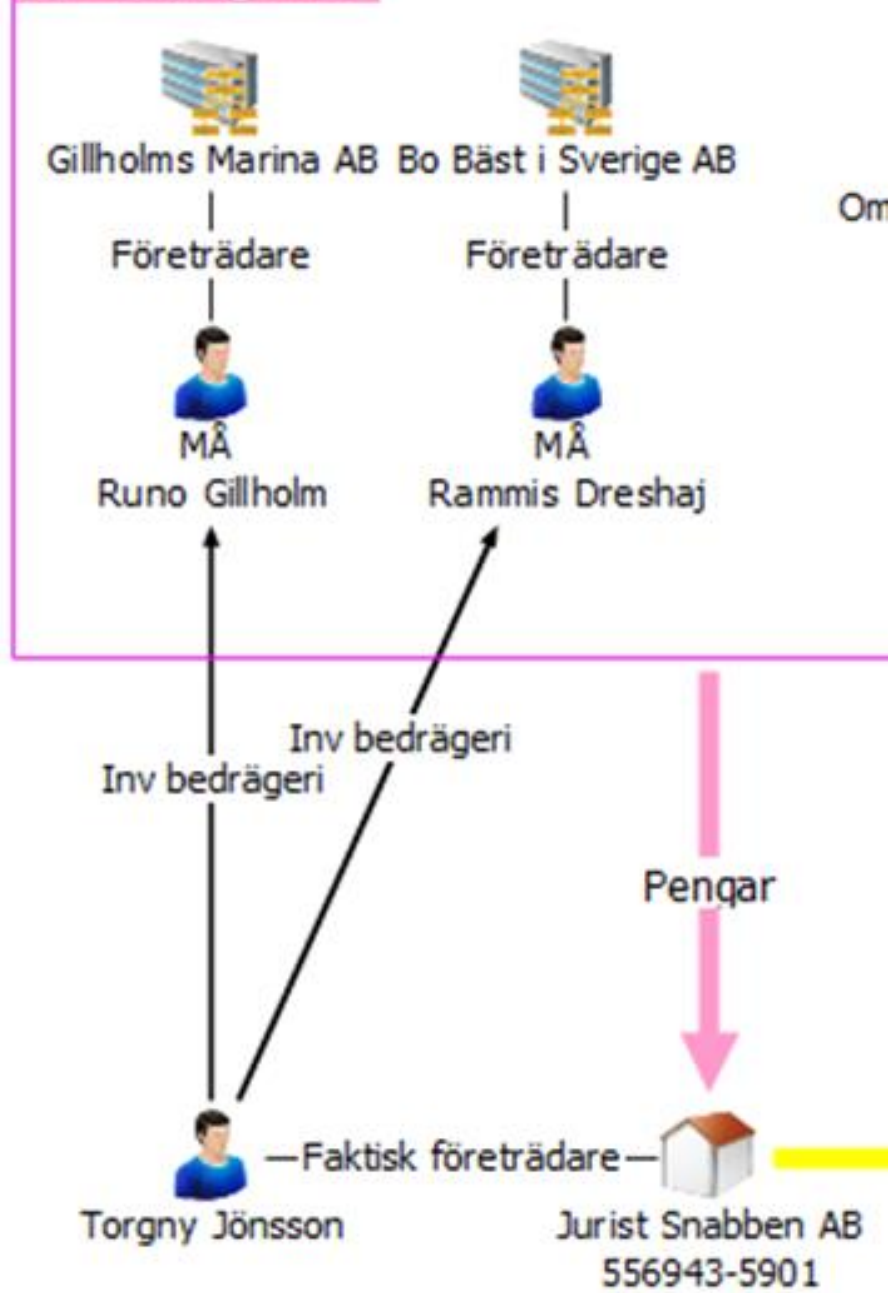 Gillholms Marina AB
Bo Bäst i Sverige AB
Om
Företrädare
Företrädare
MÅ
Runo Gillholm
MÅ
Rammis Dreshaj
Inv bedrägeri
Inv bedrägeri
Pengar
Faktisk företrädare
Torgny Jönsson
Jurist Snabben AB
556943-5901